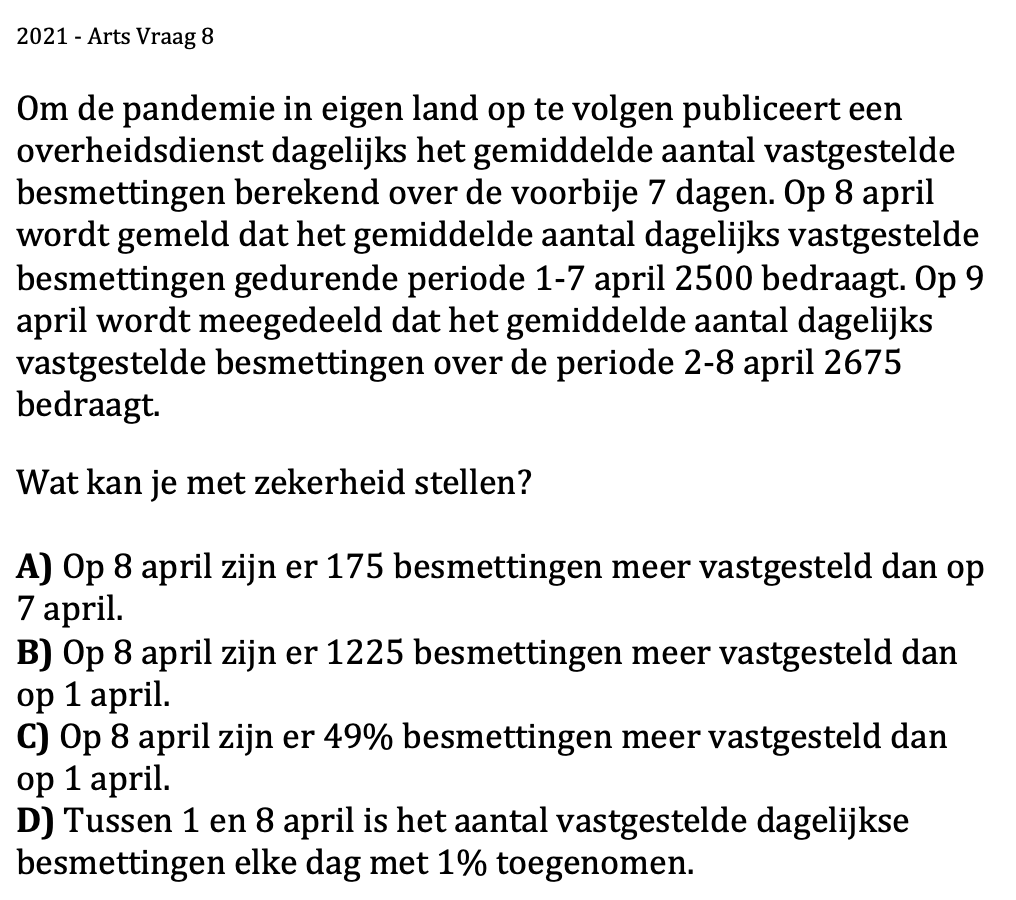 2021 - Arts Vraag 8
Om de pandemie in eigen land op te volgen publiceert een
overheidsdienst dagelijks het gemiddelde aantal vastgestelde
besmettingen berekend over de voorbije 7 dagen. Op 8 april
wordt gemeld dat het gemiddelde aantal dagelijks vastgestelde
besmettingen gedurende periode 1-7 april 2500 bedraagt. Op 9
april wordt meegedeeld dat het gemiddelde aantal dagelijks
vastgestelde besmettingen over de periode 2-8 april 2675
bedraagt.
Wat kan je met zekerheid stellen?
A) Op 8 april zijn er 175 besmettingen meer vastgesteld dan op
7 april.
B) Op 8 april zijn er 1225 besmettingen meer vastgesteld dan
op 1 april.
C) Op 8 april zijn er 49% besmettingen meer vastgesteld dan
op 1 april.
D) Tussen 1 en 8 april is het aantal vastgestelde dagelijkse
besmettingen elke dag met 1% toegenomen.